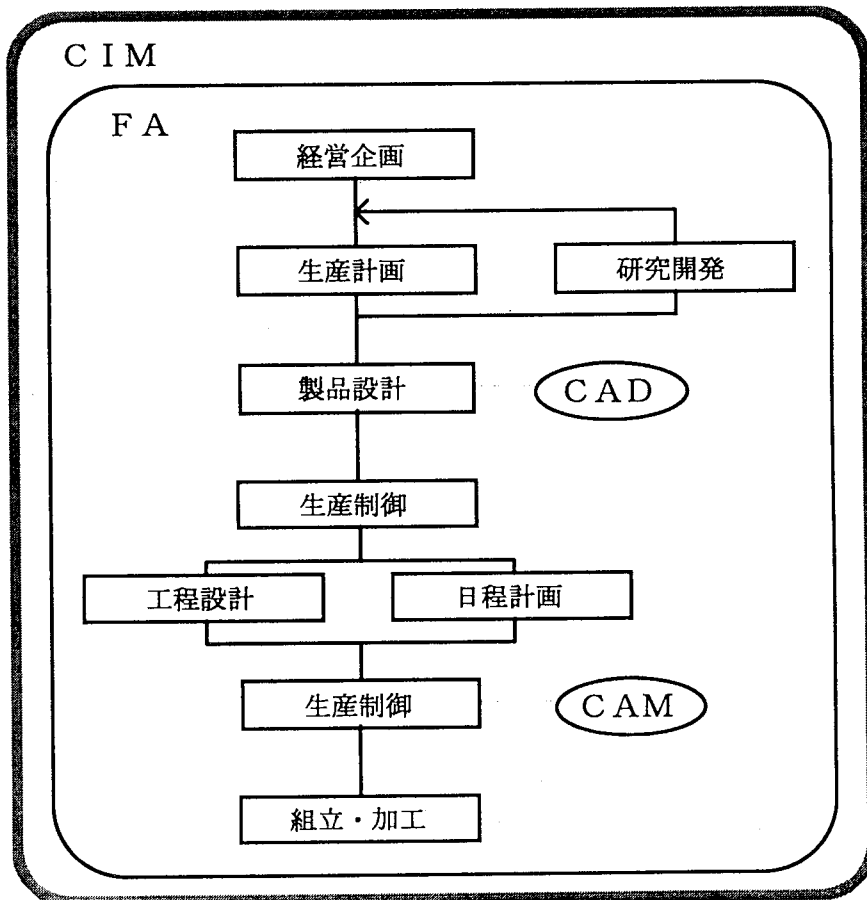 CIM
FA
経営企画
生産計画
研究開発
製品設計
CAD
生産制御
工程設計
日程計画
生産制御
CAM
組立・加工